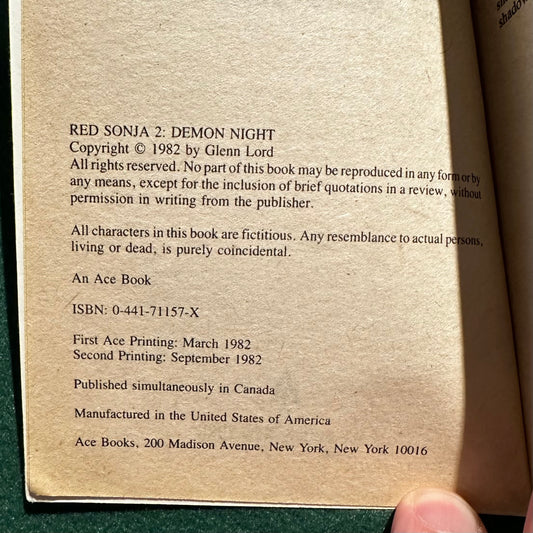 RED SONJA 2: DEMON NIGHT
Copyright © 1982 by Glenn Lord
All rights reserved. No part of this book may be reproduced in any form or by
any means, except for the inclusion of brief quotations in a review, without
permission in writing from the publisher.
All characters in this book are fictitious. Any resemblance to actual persons,
living or dead, is purely coincidental.
An Ace Book
ISBN: 0-441-71157-X
First Ace Printing: March 1982
Second Printing: September 1982
Published simultaneously in Canada
Manufactured in the United States of America
Ace Books, 200 Madison Avenue, New York, New York 10016